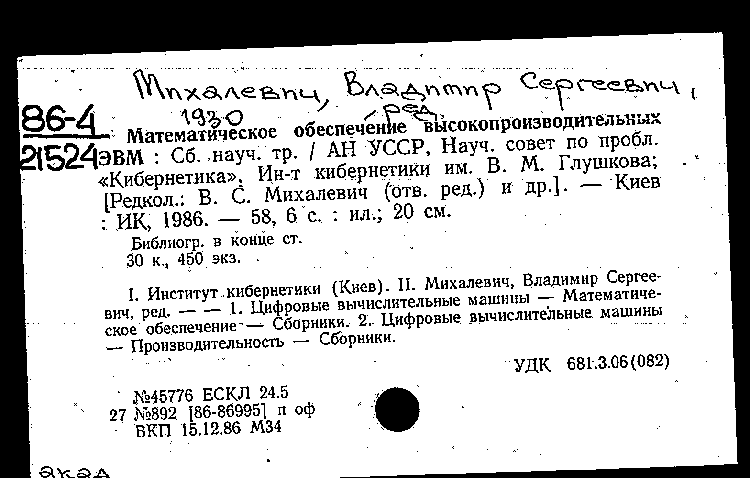 Михалевич, Владимир Сергеевич,
1930 ред.
86-4
21524
Математическое обеспечение высокопроизводительных
ЭВМ : Сб. науч. тр. / АН УССР, Науч. совет по пробл.
«Кибернетика», Ин-т кибернетики им. В. М. Глушкова;
[Редкол.: В. С. Михалевич (отв. ред.) и др.]. — Киев
: ИК, 1986. — 58, 6 с. : ил.; 20 см.
Библиогр. в конце ст.
30 к., 450 экз.
I. Институт кибернетики (Киев). II. Михалевич, Владимир Сергее-
вич, ред. — — 1. Цифровые вычислительные машины — Математиче-
ское обеспечение — Сборники. 2. Цифровые вычислительные машины
— Производительность — Сборники.
УДК 681.3.06(082)
№45776 ЕСКЛ 24.5
27 №892 [86-86995] п оф
ВКП 15.12.86 М34